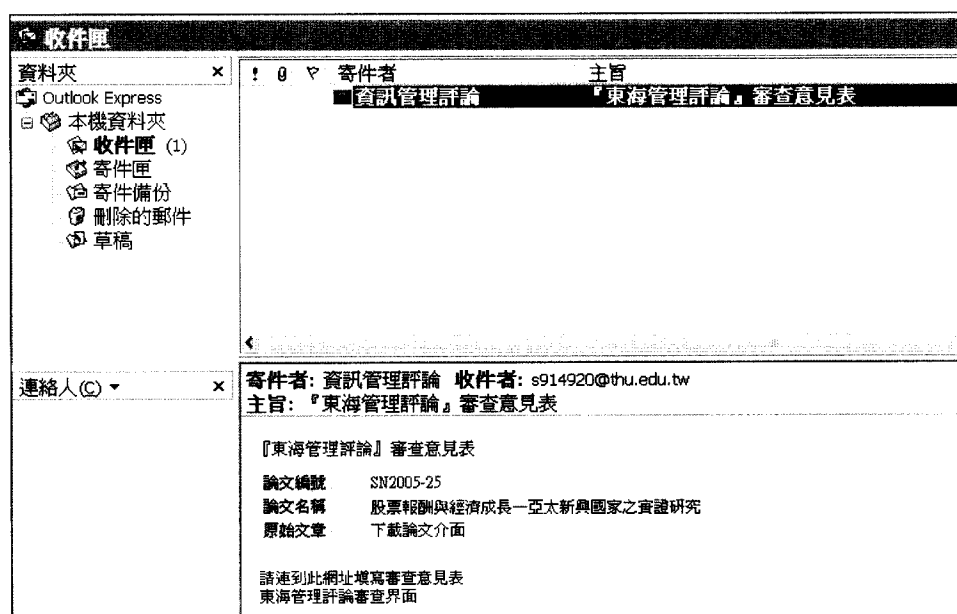 收件匣
資料夾 ×
Outlook Express
本機資料夾
收件匣 (1)
寄件匣
寄件備份
刪除的郵件
草稿
連絡人(C) ×
! 寄件者 主旨
資訊管理評論 『東海管理評論』審查意見表
寄件者: 資訊管理評論 收件者: s914920@thu.edu.tw
主旨: 『東海管理評論』審查意見表
『東海管理評論』審查意見表
論文編號 SN2005-25
論文名稱 股票報酬與經濟成長一亞太新興國家之實證研究
原始文章 下載論文介面
請連到此網址填寫審查意見表
東海管理評論審查界面